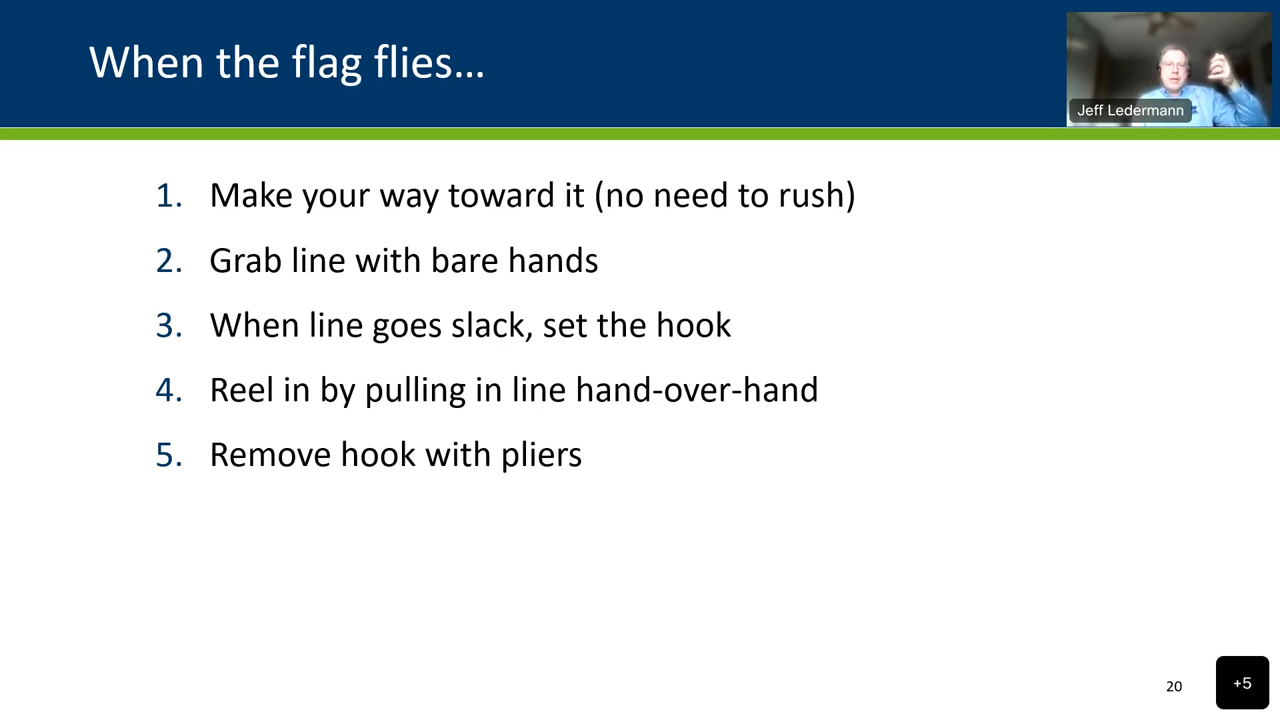 When the flag flies…
Jeff Ledermann
1. Make your way toward it (no need to rush)
2. Grab line with bare hands
3. When line goes slack, set the hook
4. Reel in by pulling in line hand-over-hand
5. Remove hook with pliers
20
+5